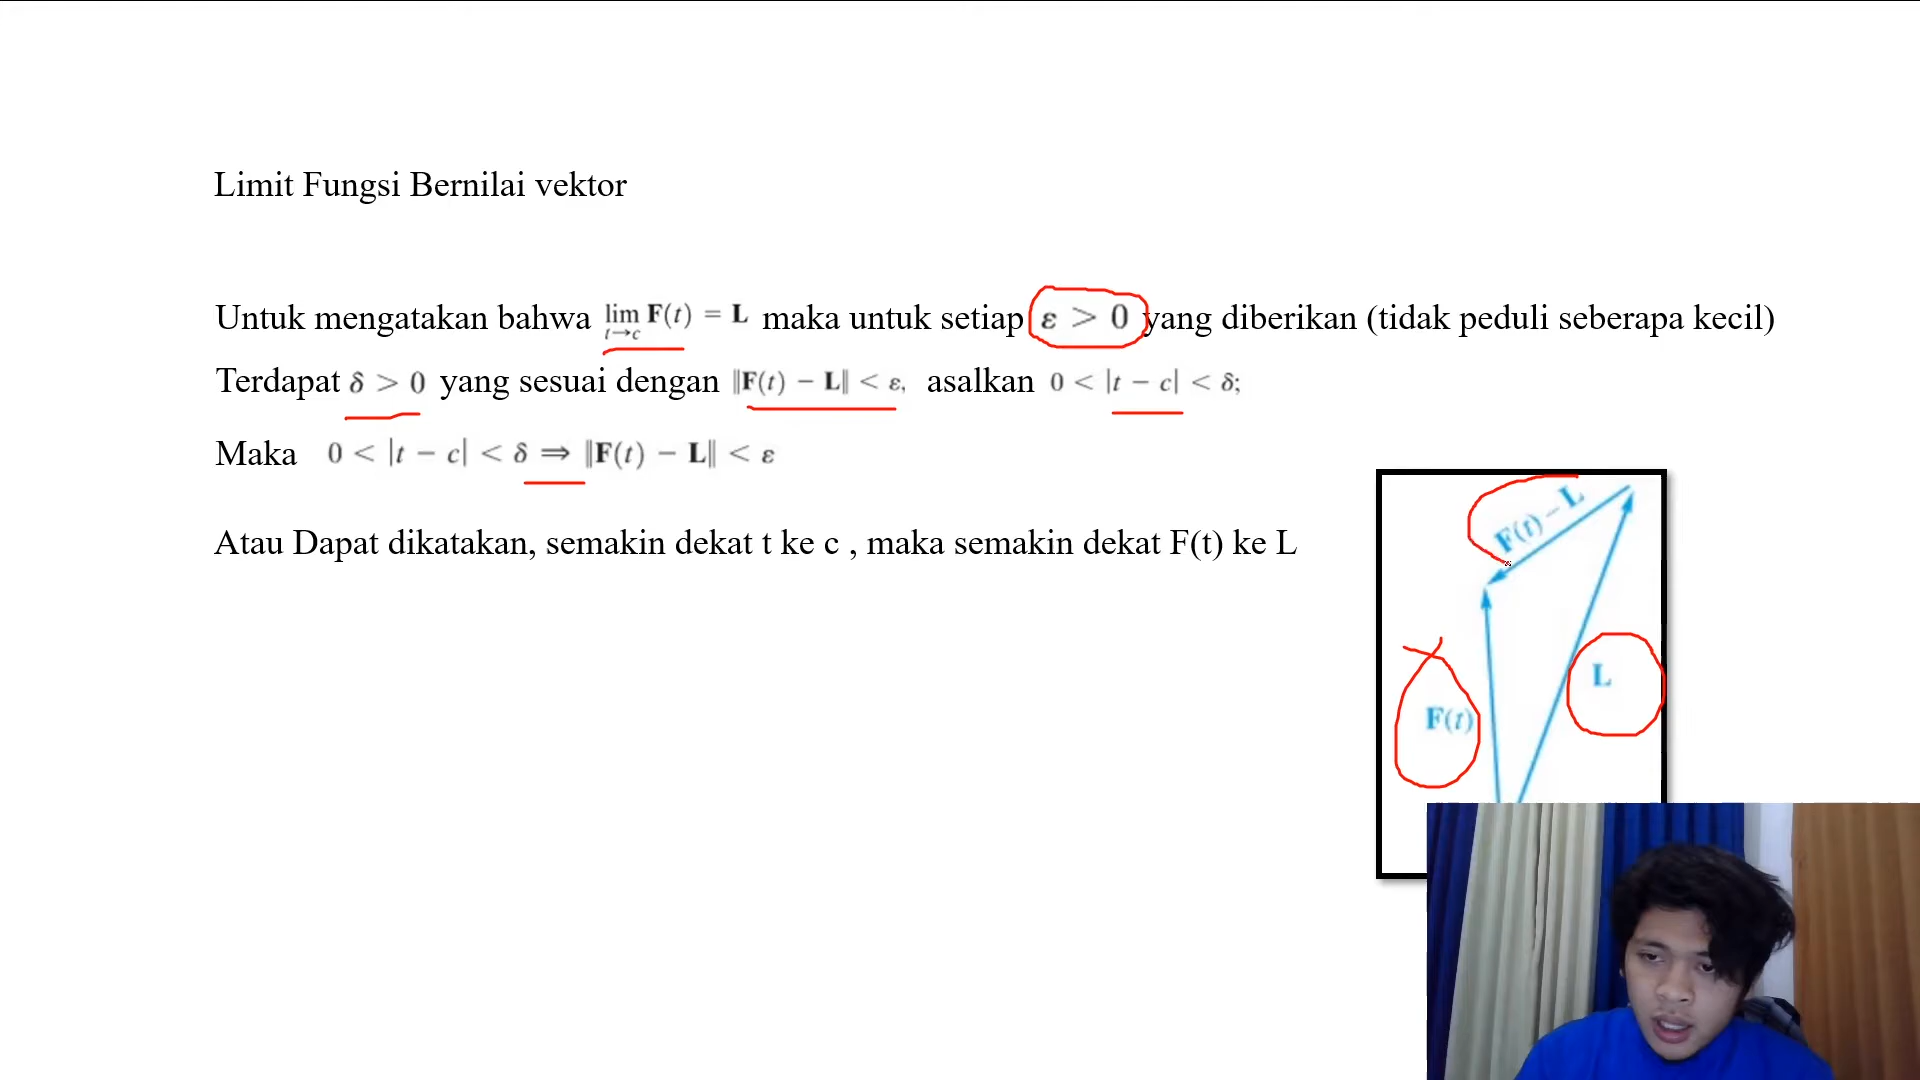 Limit Fungsi Bernilai vektor
Untuk mengatakan bahwa lim t→c F(t) = L maka untuk setiap ε > 0 yang diberikan (tidak peduli seberapa kecil)
Terdapat δ > 0 yang sesuai dengan ‖F(t) − L‖ < ε, asalkan 0 < |t − c| < δ;
Maka 0 < |t − c| < δ ⇒ ‖F(t) − L‖ < ε
Atau Dapat dikatakan, semakin dekat t ke c , maka semakin dekat F(t) ke L
F(t) − L
L
F(t)